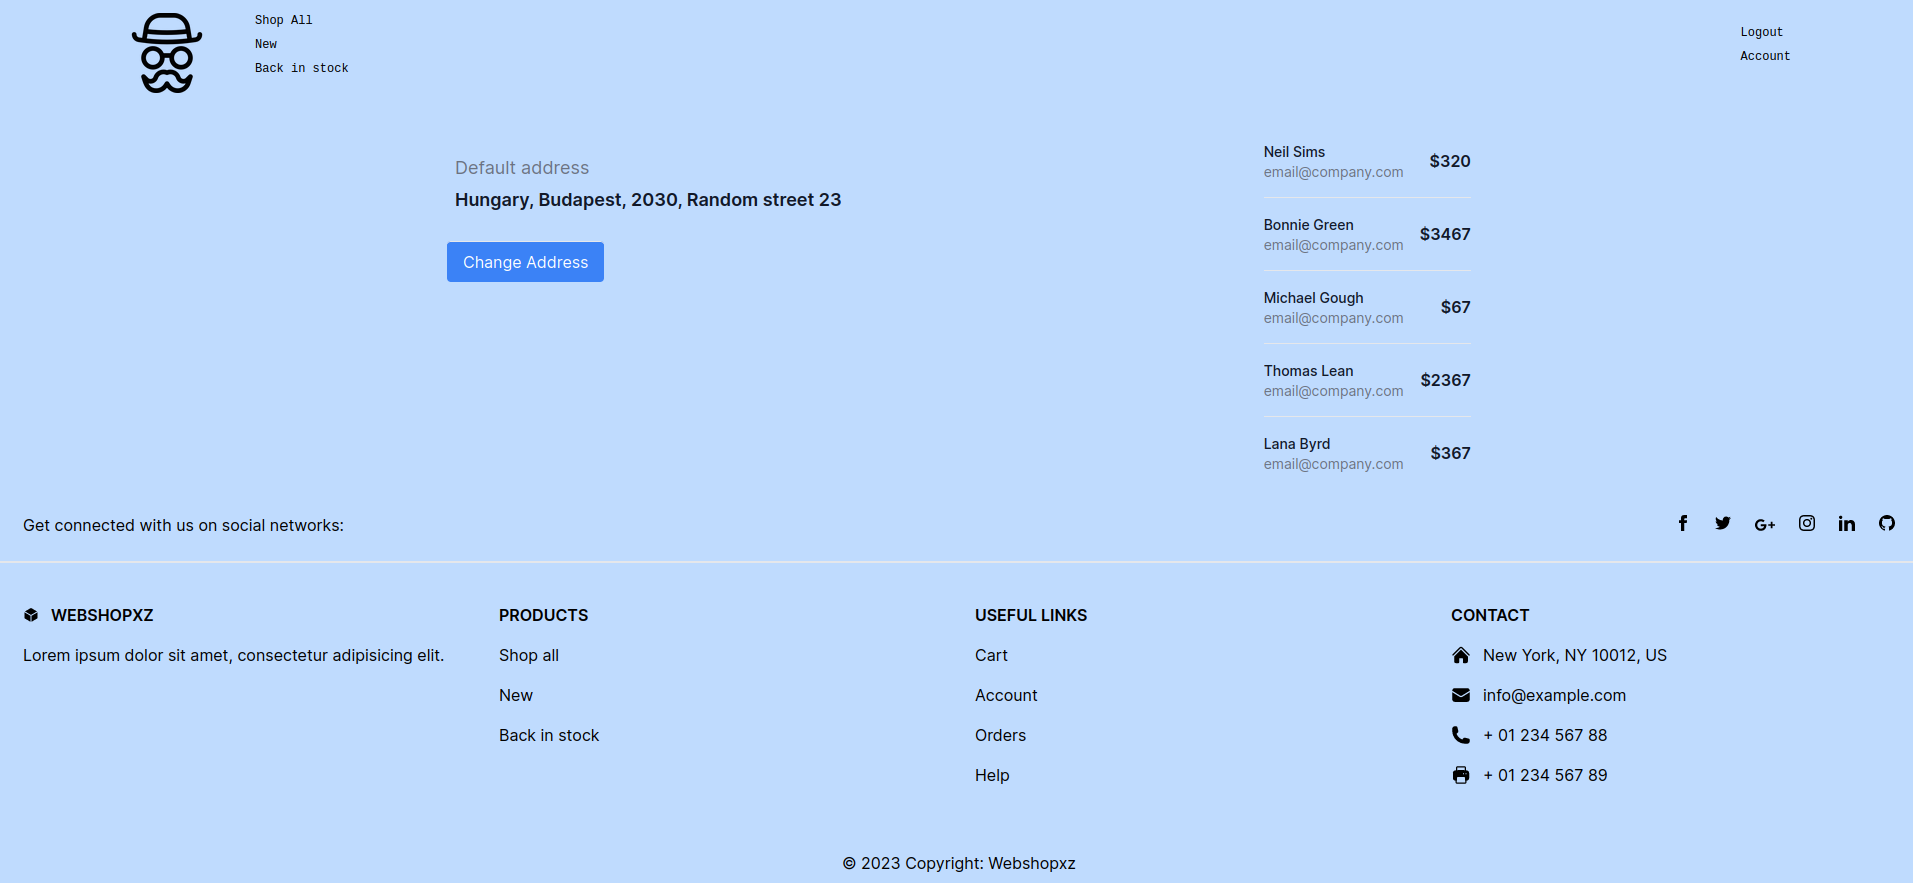 Shop All
New
Back in stock
Logout
Account
Default address
Hungary, Budapest, 2030, Random street 23
Change Address
Neil Sims
email@company.com
$320
Bonnie Green
email@company.com
$3467
Michael Gough
email@company.com
$67
Thomas Lean
email@company.com
$2367
Lana Byrd
email@company.com
$367
Get connected with us on social networks:
WEBSHOPXZ
Lorem ipsum dolor sit amet, consectetur adipisicing elit.
PRODUCTS
Shop all
New
Back in stock
USEFUL LINKS
Cart
Account
Orders
Help
CONTACT
New York, NY 10012, US
info@example.com
+ 01 234 567 88
+ 01 234 567 89
© 2023 Copyright: Webshopxz